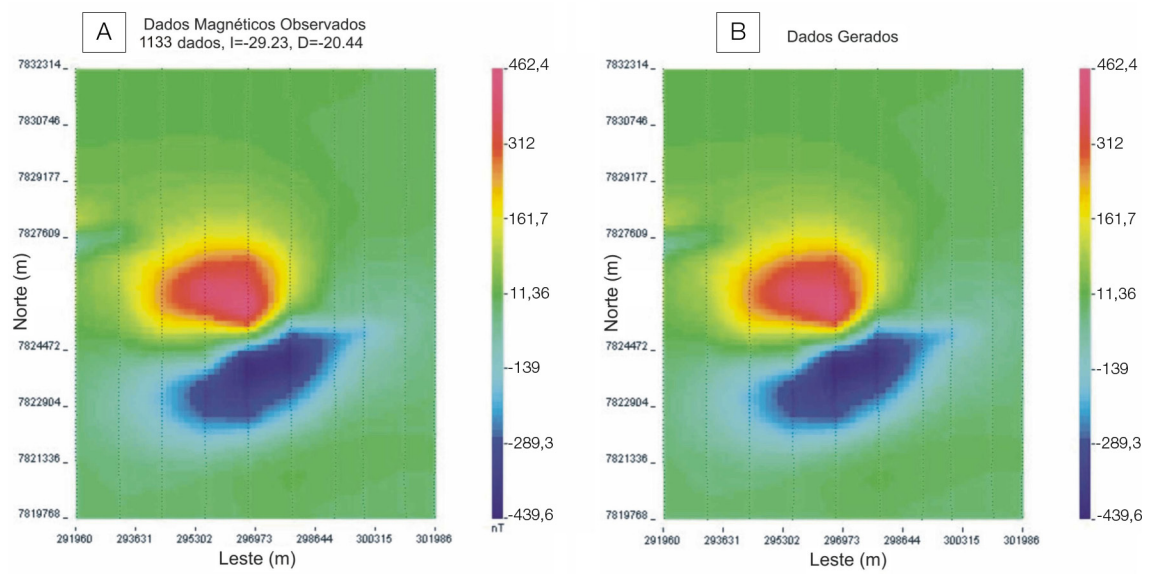 A
Dados Magnéticos Observados
1133 dados, I=-29.23, D=-20.44
7832314
7830746
7829177
7827609
7824472
7822904
7821336
7819768
Norte (m)
291960 293631 295302 296973 298644 300315 301986
Leste (m)
462,4
312
161,7
11,36
-139
-289,3
-439,6
nT
B
Dados Gerados
7832314
7830746
7829177
7827609
7824472
7822904
7821336
7819768
Norte (m)
291960 293631 295302 296973 298644 300315 301986
Leste (m)
462,4
312
161,7
11,36
-139
-289,3
-439,6